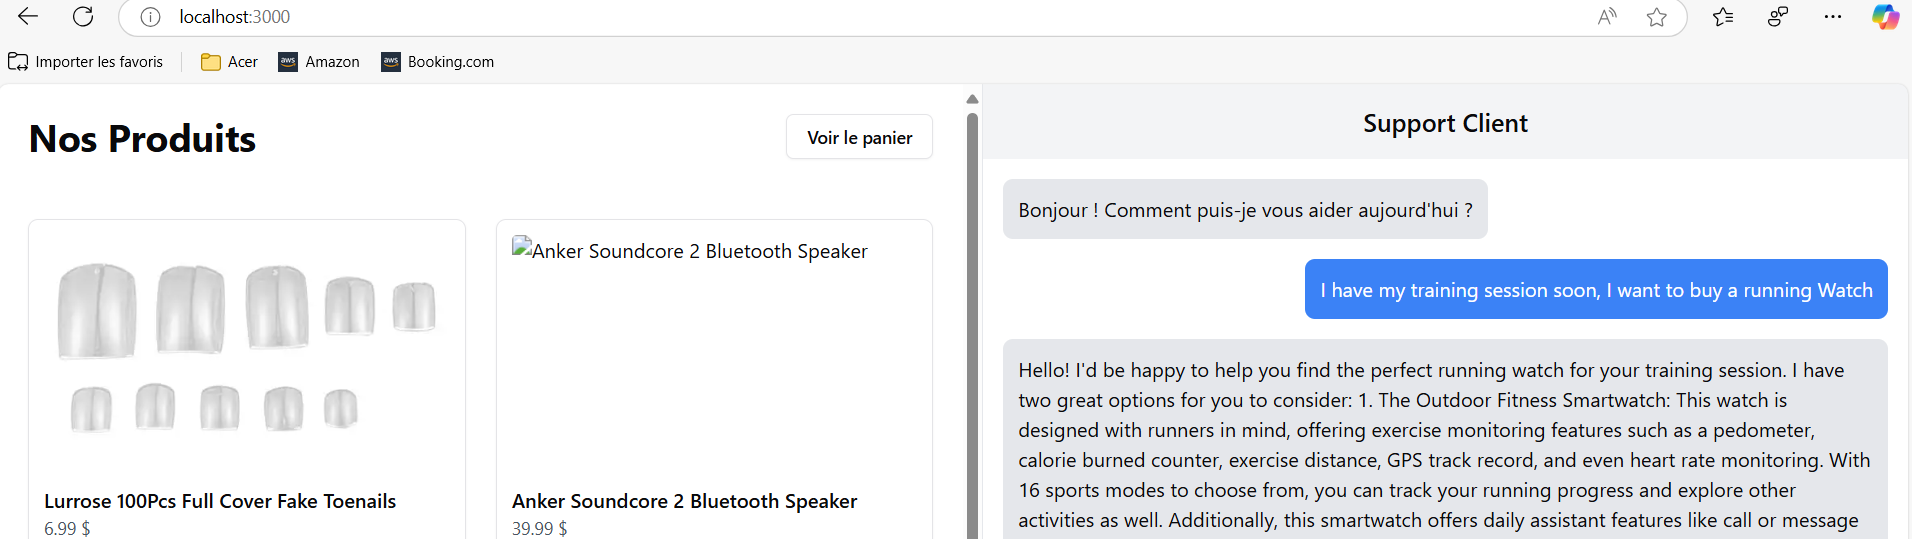 localhost:3000
A
Importer les favoris
Acer
aws
Amazon
aws
Booking.com
Nos Produits
Voir le panier
Anker Soundcore 2 Bluetooth Speaker
Lurrose 100Pcs Full Cover Fake Toenails
6.99 $
Anker Soundcore 2 Bluetooth Speaker
39.99 $
Support Client
Bonjour ! Comment puis-je vous aider aujourd'hui ?
I have my training session soon, I want to buy a running Watch
Hello! I'd be happy to help you find the perfect running watch for your training session. I have
two great options for you to consider: 1. The Outdoor Fitness Smartwatch: This watch is
designed with runners in mind, offering exercise monitoring features such as a pedometer,
calorie burned counter, exercise distance, GPS track record, and even heart rate monitoring. With
16 sports modes to choose from, you can track your running progress and explore other
activities as well. Additionally, this smartwatch offers daily assistant features like call or message